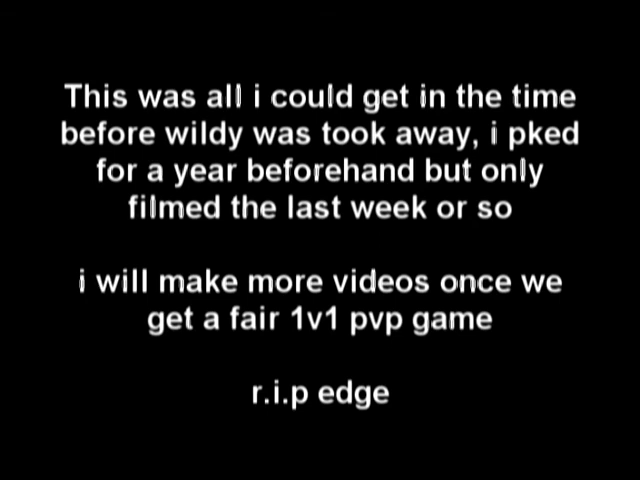 This was all i could get in the time
before wildy was took away, i pked
for a year beforehand but only
filmed the last week or so
i will make more videos once we
get a fair 1v1 pvp game
r.i.p edge